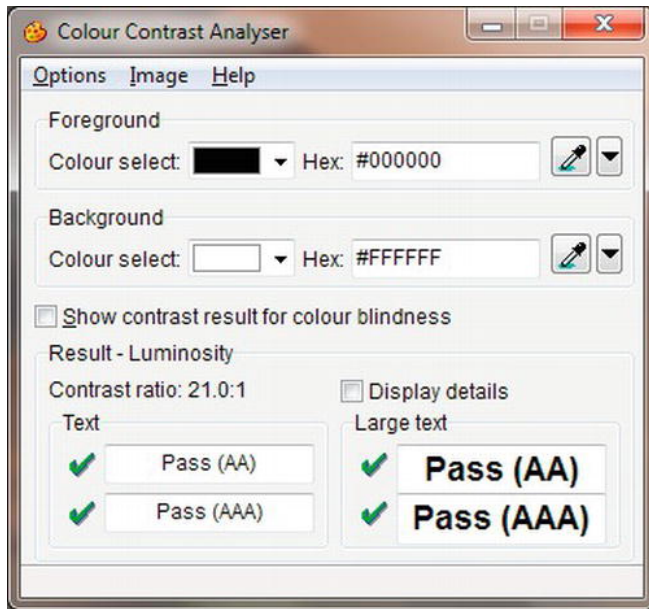 Colour Contrast Analyser
Options Image Help
Foreground
Colour select: Hex: #000000
Background
Colour select: Hex: #FFFFFF
Show contrast result for colour blindness
Result - Luminosity
Contrast ratio: 21.0:1 Display details
Text Large text
Pass (AA) Pass (AA)
Pass (AAA) Pass (AAA)